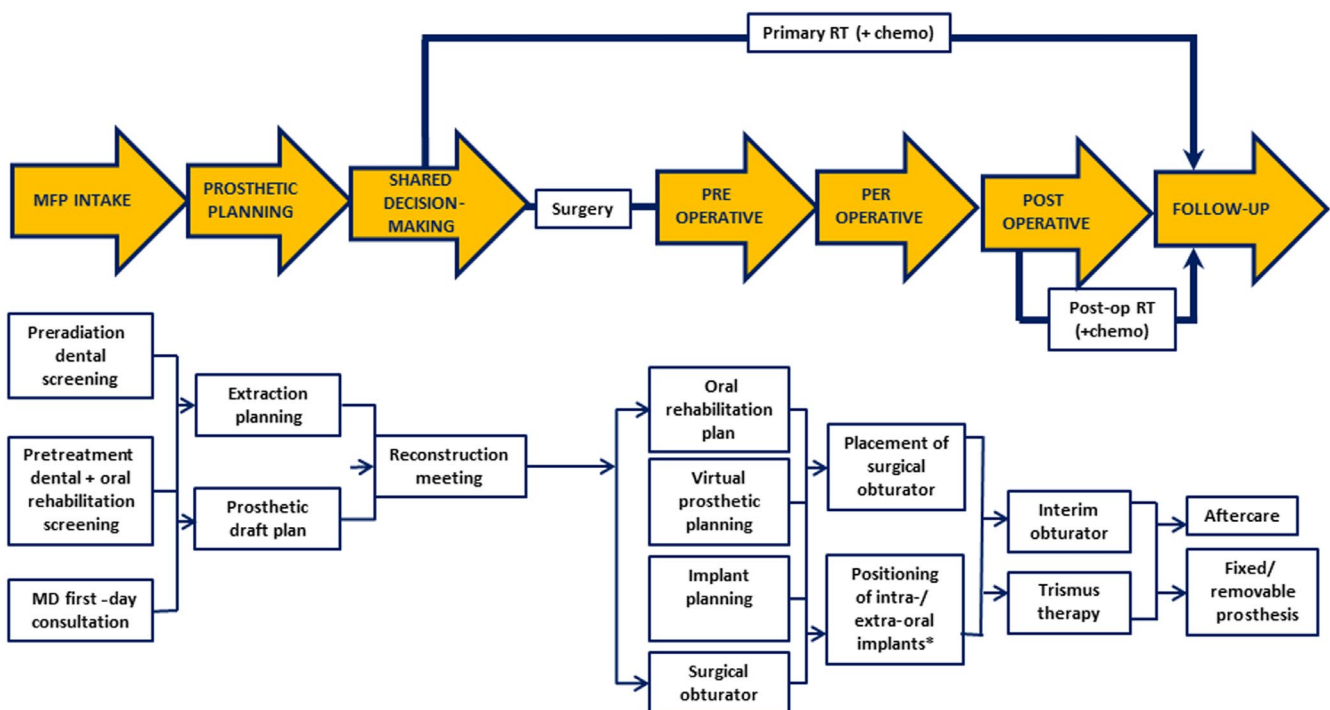 Primary RT (+ chemo)
MFP INTAKE
PROSTHETIC
PLANNING
SHARED
DECISION-
MAKING
Surgery
PRE
OPERATIVE
PER
OPERATIVE
POST
OPERATIVE
FOLLOW-UP
Post-op RT
(+chemo)
Preradiation
dental
screening
Pretreatment
dental + oral
rehabilitation
screening
MD first -day
consultation
Extraction
planning
Prosthetic
draft plan
Reconstruction
meeting
Oral
rehabilitation
plan
Virtual
prosthetic
planning
Implant
planning
Surgical
obturator
Placement of
surgical
obturator
Positioning
of intra-/
extra-oral
implants*
Interim
obturator
Trismus
therapy
Aftercare
Fixed/
removable
prosthesis